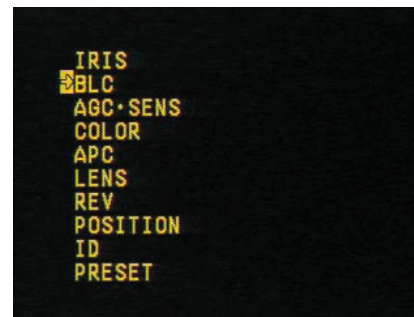 IRIS
BLC
AGC·SENS
COLOR
APC
LENS
REV
POSITION
ID
PRESET